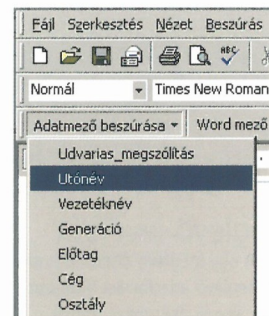 Fájl Szerkesztés Nézet Beszúrás
ABC
Normál Times New Roman
Adatmező beszúrása Word mező
Udvarias_megszólítás
Utónév
Vezetéknév
Generáció
Előtag
Cég
Osztály